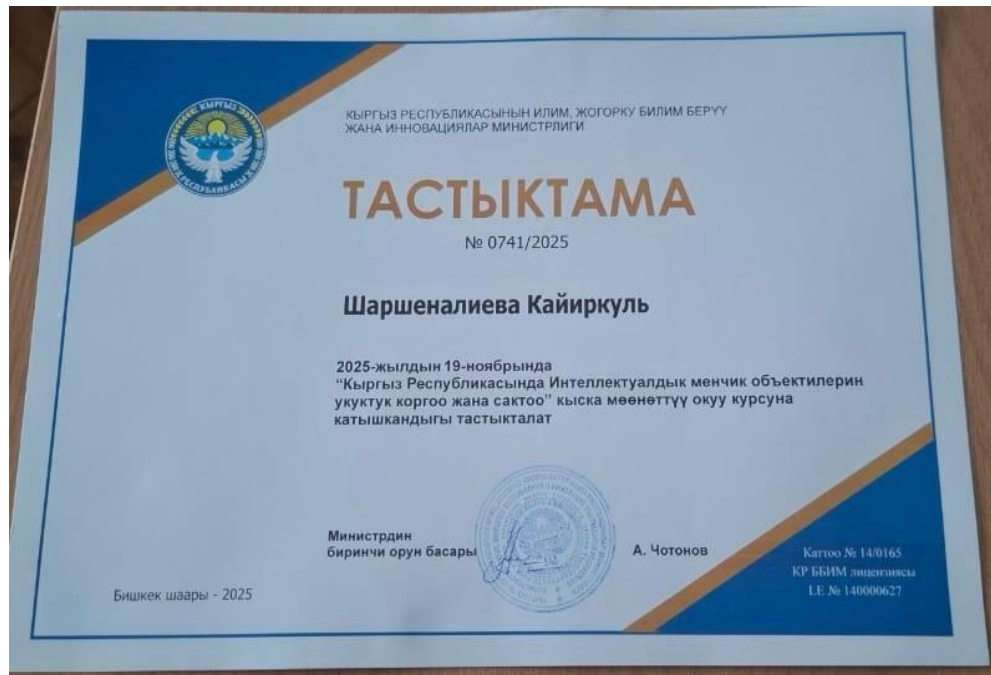 КЫРГЫЗ
РЕСПУБЛИКАСЫ
КЫРГЫЗ РЕСПУБЛИКАСЫНЫН ИЛИМ, ЖОГОРКУ БИЛИМ БЕРҮҮ
ЖАНА ИННОВАЦИЯЛАР МИНИСТРЛИГИ
ТАСТЫКТАМА
№ 0741/2025
Шаршеналиева Кайиркуль
2025-жылдын 19-ноябрында
“Кыргыз Республикасында Интеллектуалдык менчик объектилерин
укуктук коргоо жана сактоо” кыска мөөнөттүү окуу курсуна
катышкандыгы тастыкталат
Министрдин
биринчи орун басары
А. Чотонов
Каттоо № 14/0165
КР ББИМ лицензиясы
LE № 140000627
Бишкек шаары - 2025